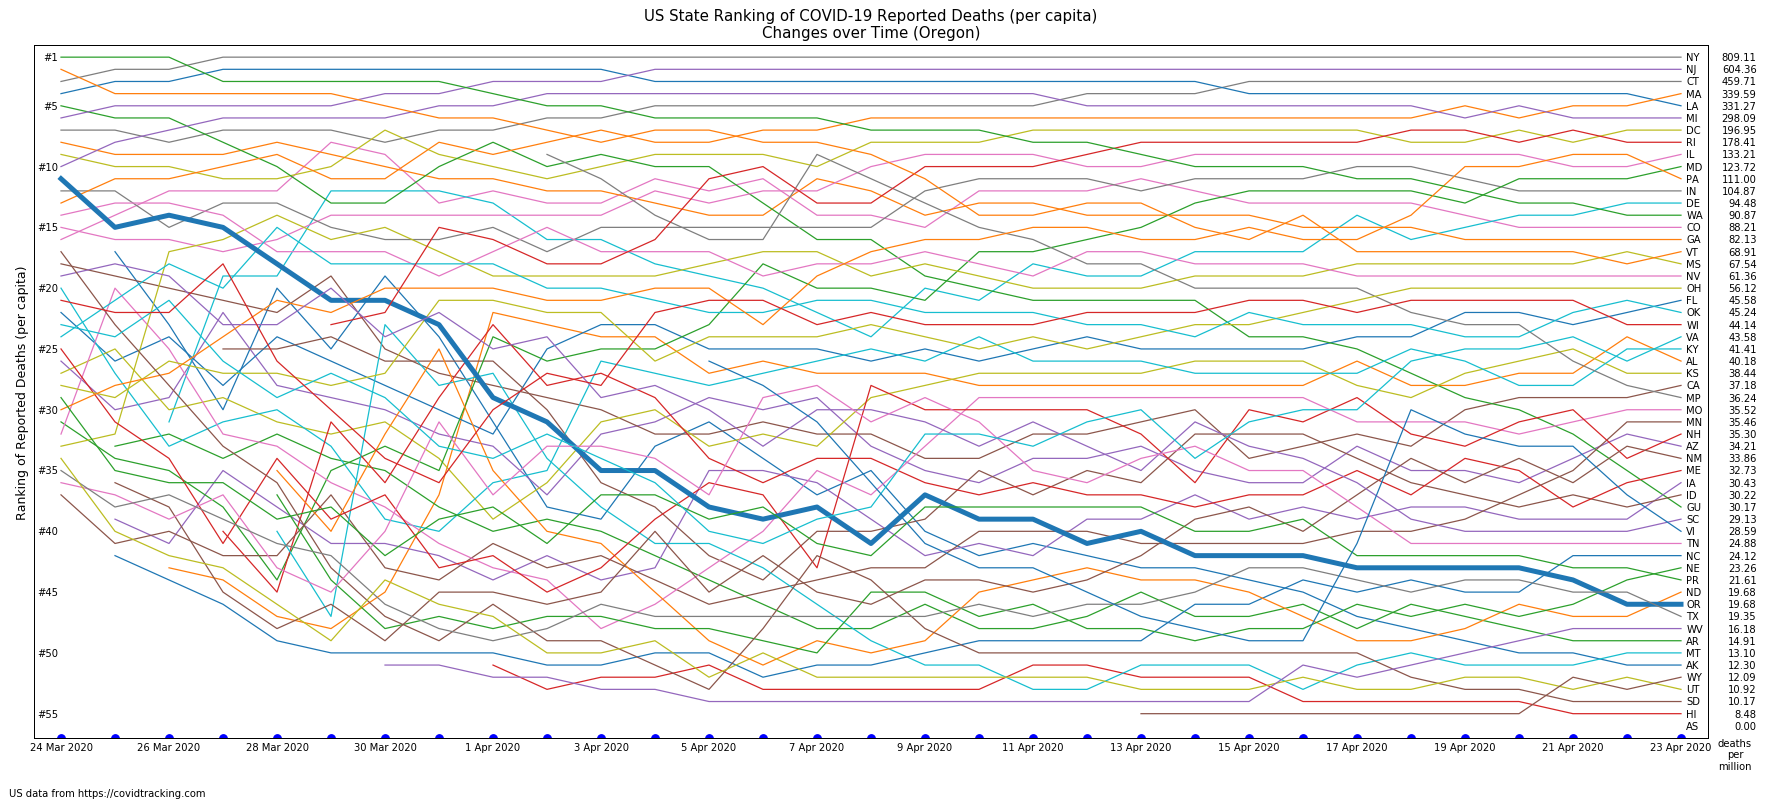 US State Ranking of COVID-19 Reported Deaths (per capita)
Changes over Time (Oregon)
Ranking of Reported Deaths (per capita)
#1
#5
#10
#15
#20
#25
#30
#35
#40
#45
#50
#55
NY 809.11
NJ 604.36
CT 459.71
MA 339.59
LA 331.27
MI 298.09
DC 196.95
RI 178.41
IL 133.21
MD 123.72
PA 111.00
IN 104.87
DE 94.48
WA 90.87
CO 88.21
GA 82.13
VT 68.91
MS 67.54
NV 61.36
OH 56.12
FL 45.58
OK 45.24
WI 44.14
VA 43.58
KY 41.41
AL 40.18
KS 38.44
CA 37.18
MP 36.24
MO 35.52
MN 35.46
NH 35.30
AZ 34.21
NM 33.86
ME 32.73
IA 30.43
ID 30.22
GU 30.17
SC 29.13
VI 28.59
TN 24.88
NC 24.12
NE 23.26
PR 21.61
ND 19.68
OR 19.68
TX 19.35
WV 16.18
AR 14.91
MT 13.10
AK 12.30
WY 12.09
UT 10.92
SD 10.17
HI 8.48
AS 0.00
24 Mar 2020 26 Mar 2020 28 Mar 2020 30 Mar 2020 1 Apr 2020 3 Apr 2020 5 Apr 2020 7 Apr 2020 9 Apr 2020 11 Apr 2020 13 Apr 2020 15 Apr 2020 17 Apr 2020 19 Apr 2020 21 Apr 2020 23 Apr 2020
deaths
per
million
US data from https://covidtracking.com